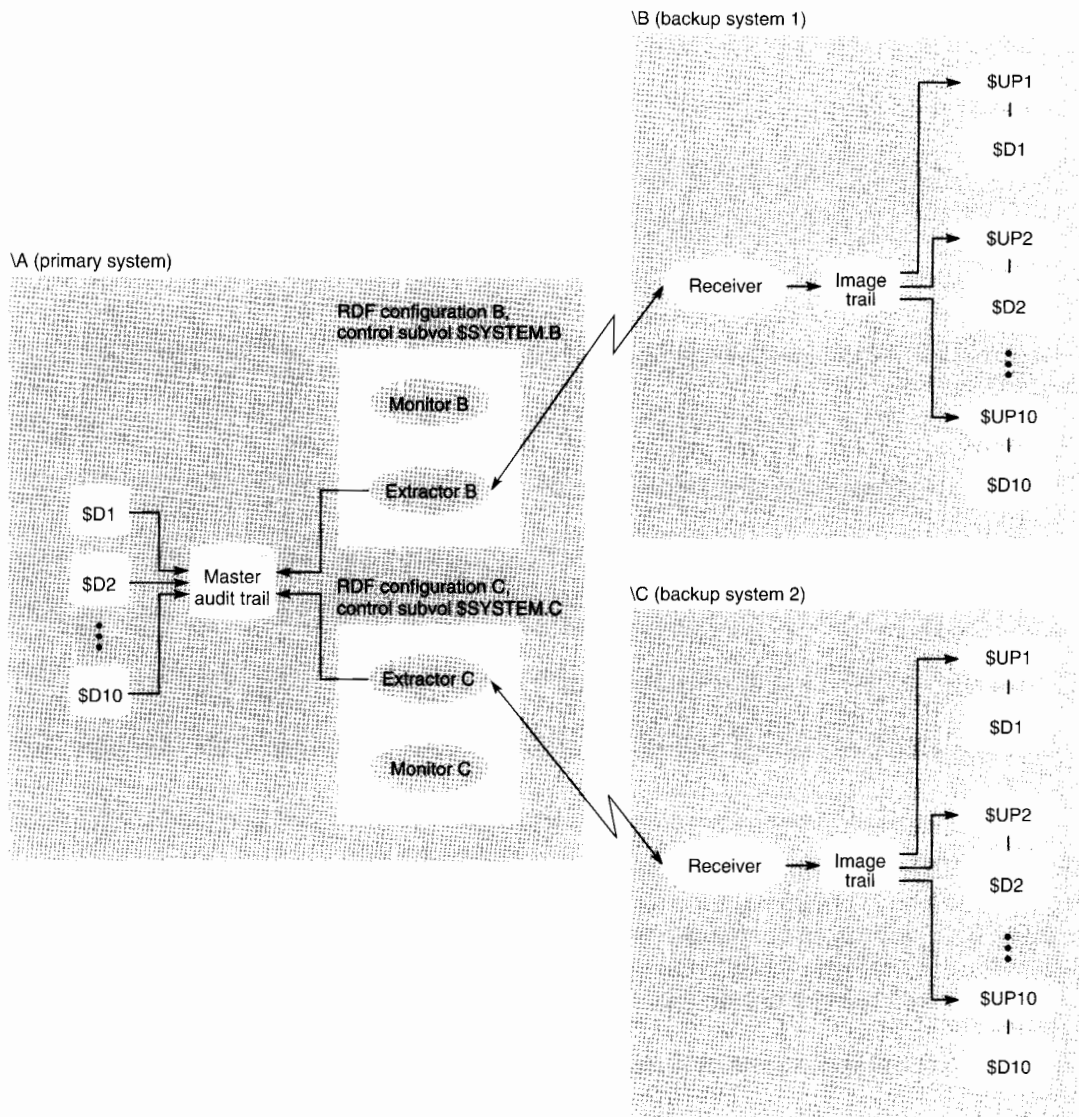 \A (primary system)
RDF configuration B,
control subvol $SYSTEM.B
Monitor B
Extractor B
$D1
$D2
$D10
Master
audit trail
RDF configuration C,
control subvol $SYSTEM.C
Extractor C
Monitor C
\B (backup system 1)
Receiver
Image
trail
$UP1
$D1
$UP2
$D2
$UP10
$D10
\C (backup system 2)
Receiver
Image
trail
$UP1
$D1
$UP2
$D2
$UP10
$D10